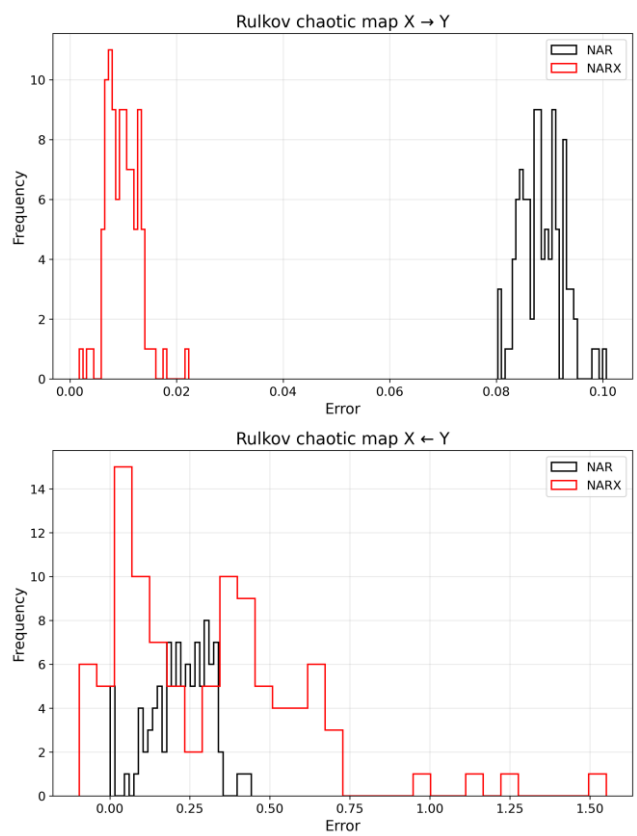 Rulkov chaotic map X → Y
NAR
NARX
10
8
6
4
2
0
Frequency
0.00 0.02 0.04 0.06 0.08 0.10
Error
Rulkov chaotic map X ← Y
NAR
NARX
14
12
10
8
6
4
2
0
Frequency
0.00 0.25 0.50 0.75 1.00 1.25 1.50
Error